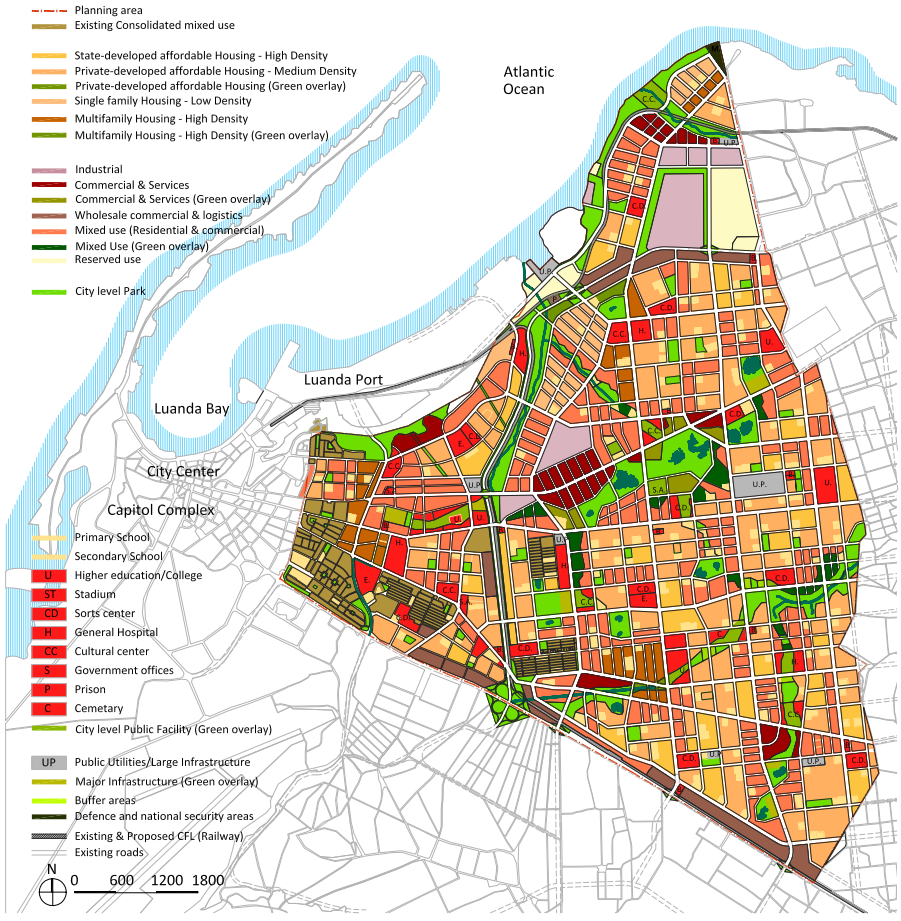 Planning area
Existing Consolidated mixed use
State-developed affordable Housing - High Density
Private-developed affordable Housing - Medium Density
Private-developed affordable Housing (Green overlay)
Single family Housing - Low Density
Multifamily Housing - High Density
Multifamily Housing - High Density (Green overlay)
Industrial
Commercial & Services
Commercial & Services (Green overlay)
Wholesale commercial & logistics
Mixed use (Residential & commercial)
Mixed Use (Green overlay)
Reserved use
City level Park
Atlantic
Ocean
Luanda Port
Luanda Bay
City Center
Capitol Complex
Primary School
Secondary School
U Higher education/College
ST Stadium
CD Sorts center
H General Hospital
CC Cultural center
S Government offices
P Prison
C Cemetary
City level Public Facility (Green overlay)
UP Public Utilities/Large Infrastructure
Major Infrastructure (Green overlay)
Buffer areas
Defence and national security areas
Existing & Proposed CFL (Railway)
Existing roads
N
0 600 1200 1800
M.
C.C.
U.P.
C.D.
U.P.
P.
C.D.
C.C.
H.
U.
H.
C.D.
C.C.
E.
C.D.
C.C.
U.P.
S.A.
U.P.
U.
C.D.
U.
U.
H.
U.P.
H.
E.
C.C.
C.D.
E.
C.D.
C.C.
C.D.
C.D.
C.
H.
C.C.
C.D.
U.P.
U.P.
C.D.